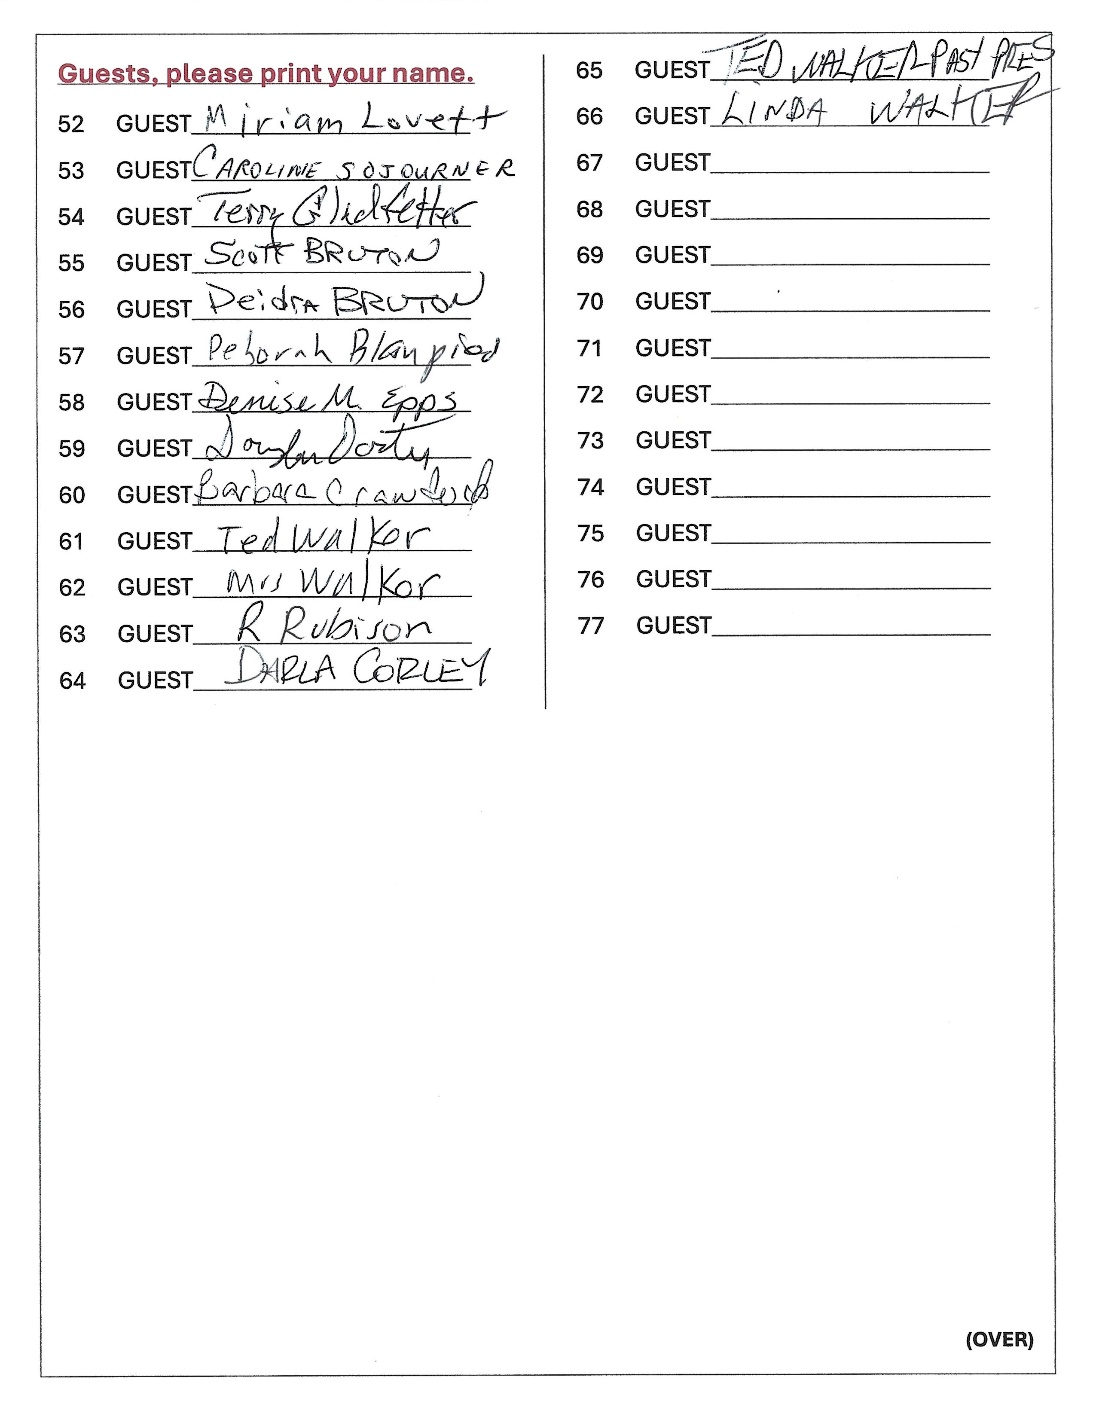 Guests, please print your name.
52 GUEST Miriam Lovett
53 GUEST CAROLINE SOJOURNER
54 GUEST Terry Gliedfetter
55 GUEST Scott BRUTON
56 GUEST DeidrA BRUTON
57 GUEST Deborah Blanpied
58 GUEST Denise M. Epps
59 GUEST Douglas
60 GUEST Barbara Crawford
61 GUEST Ted Walker
62 GUEST Mrs Walker
63 GUEST R Rubison
64 GUEST DARLA CORLEY
65 GUEST TED WALKER PAST PRES
66 GUEST LINDA WALKER
67 GUEST
68 GUEST
69 GUEST
70 GUEST
71 GUEST
72 GUEST
73 GUEST
74 GUEST
75 GUEST
76 GUEST
77 GUEST
(OVER)